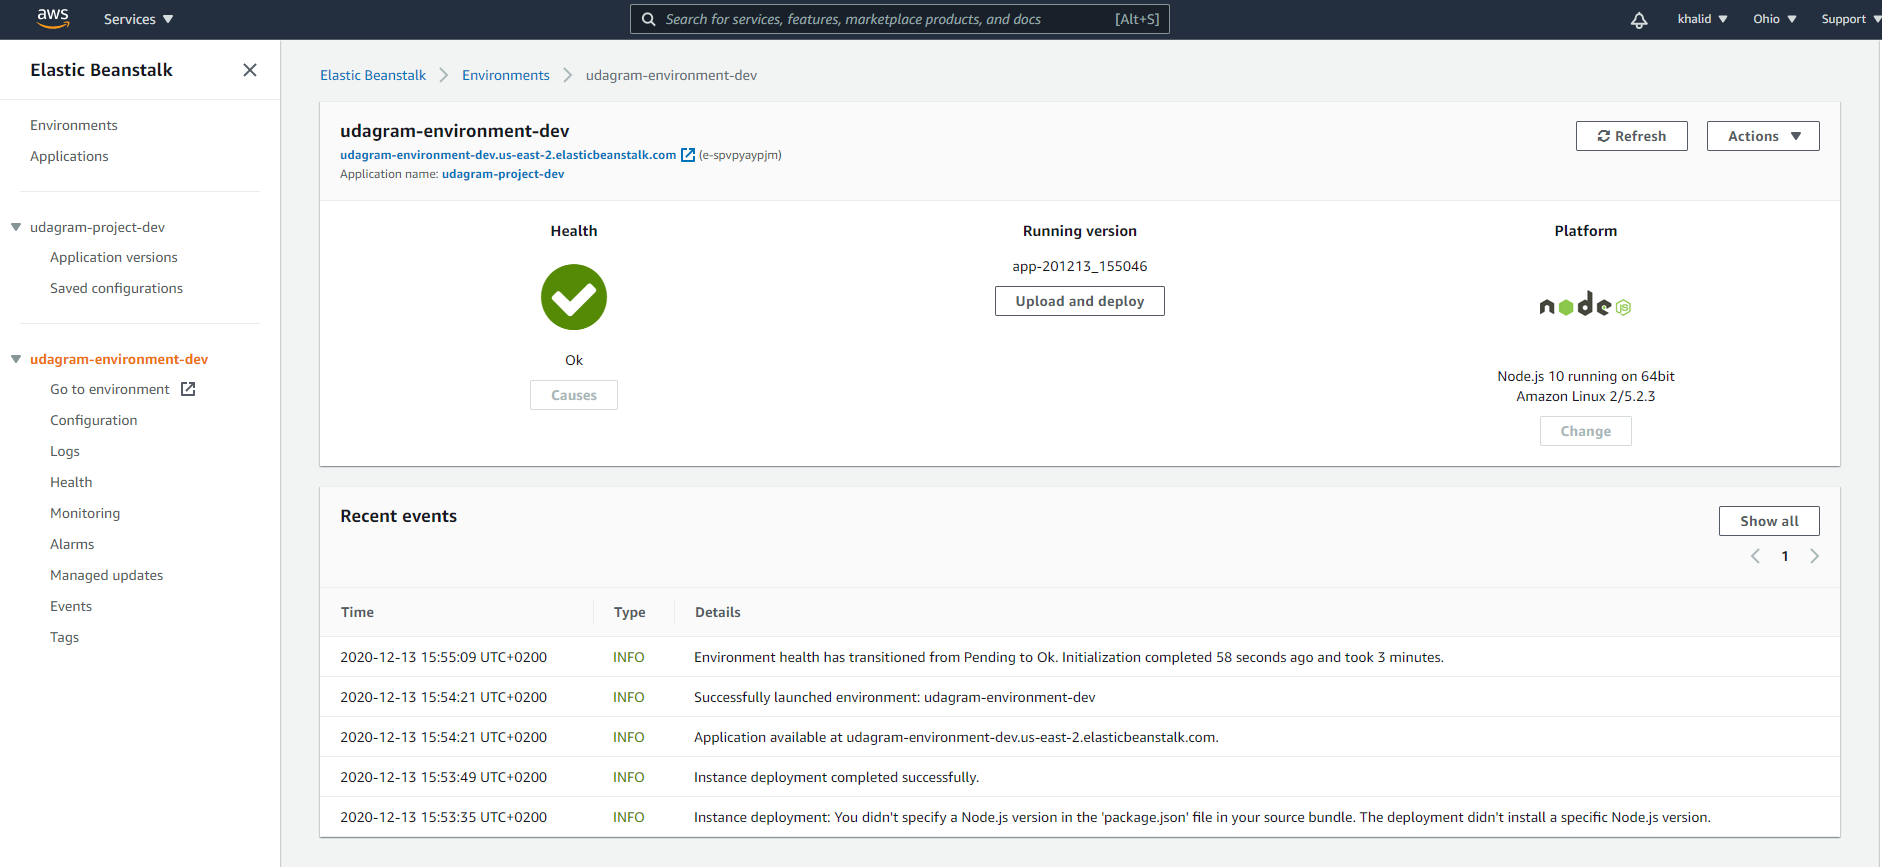 aws
Services
Search for services, features, marketplace products, and docs
[Alt+S]
khalid
Ohio
Support
Elastic Beanstalk
Environments
Applications
udagram-project-dev
Application versions
Saved configurations
udagram-environment-dev
Go to environment
Configuration
Logs
Health
Monitoring
Alarms
Managed updates
Events
Tags
Elastic Beanstalk
Environments
udagram-environment-dev
udagram-environment-dev
udagram-environment-dev.us-east-2.elasticbeanstalk.com (e-spvpyaypjm)
Application name: udagram-project-dev
Refresh
Actions
Health
Ok
Causes
Running version
app-201213_155046
Upload and deploy
Platform
node JS
Node.js 10 running on 64bit
Amazon Linux 2/5.2.3
Change
Recent events
Show all
1
Time Type Details
2020-12-13 15:55:09 UTC+0200 INFO Environment health has transitioned from Pending to Ok. Initialization completed 58 seconds ago and took 3 minutes.
2020-12-13 15:54:21 UTC+0200 INFO Successfully launched environment: udagram-environment-dev
2020-12-13 15:54:21 UTC+0200 INFO Application available at udagram-environment-dev.us-east-2.elasticbeanstalk.com.
2020-12-13 15:53:49 UTC+0200 INFO Instance deployment completed successfully.
2020-12-13 15:53:35 UTC+0200 INFO Instance deployment: You didn't specify a Node.js version in the 'package.json' file in your source bundle. The deployment didn't install a specific Node.js version.